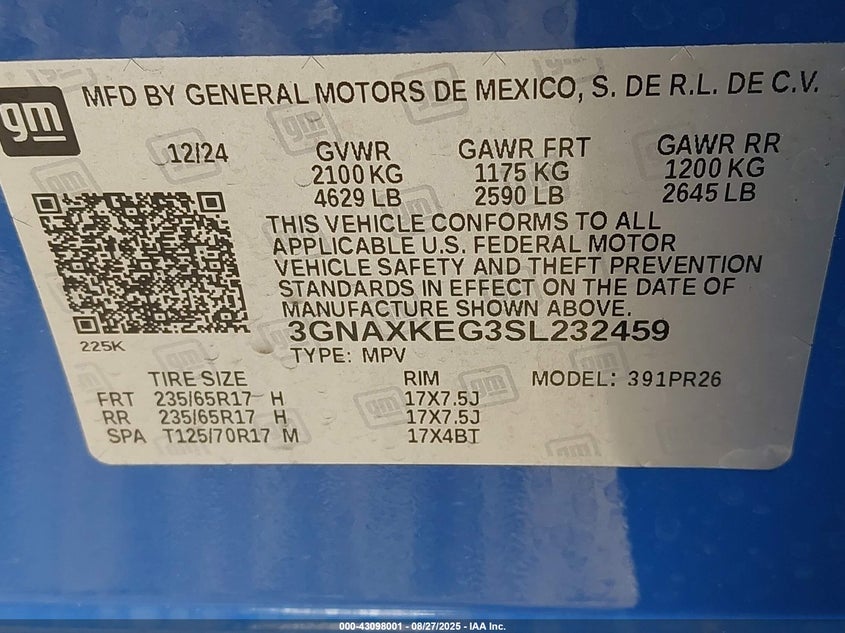 gm
MFD BY GENERAL MOTORS DE MEXICO, S. DE R.L. DE C.V.
12/24 GVWR GAWR FRT GAWR RR
2100 KG 1175 KG 1200 KG
4629 LB 2590 LB 2645 LB
THIS VEHICLE CONFORMS TO ALL
APPLICABLE U.S. FEDERAL MOTOR
VEHICLE SAFETY AND THEFT PREVENTION
STANDARDS IN EFFECT ON THE DATE OF
MANUFACTURE SHOWN ABOVE.
3GNAXKEG3SL232459
225K TYPE: MPV
TIRE SIZE RIM MODEL: 391PR26
FRT 235/65R17 H 17X7.5J
RR 235/65R17 H 17X7.5J
SPA T125/70R17 M 17X4BT
000-43098001 - 08/27/2025 - IAA Inc.